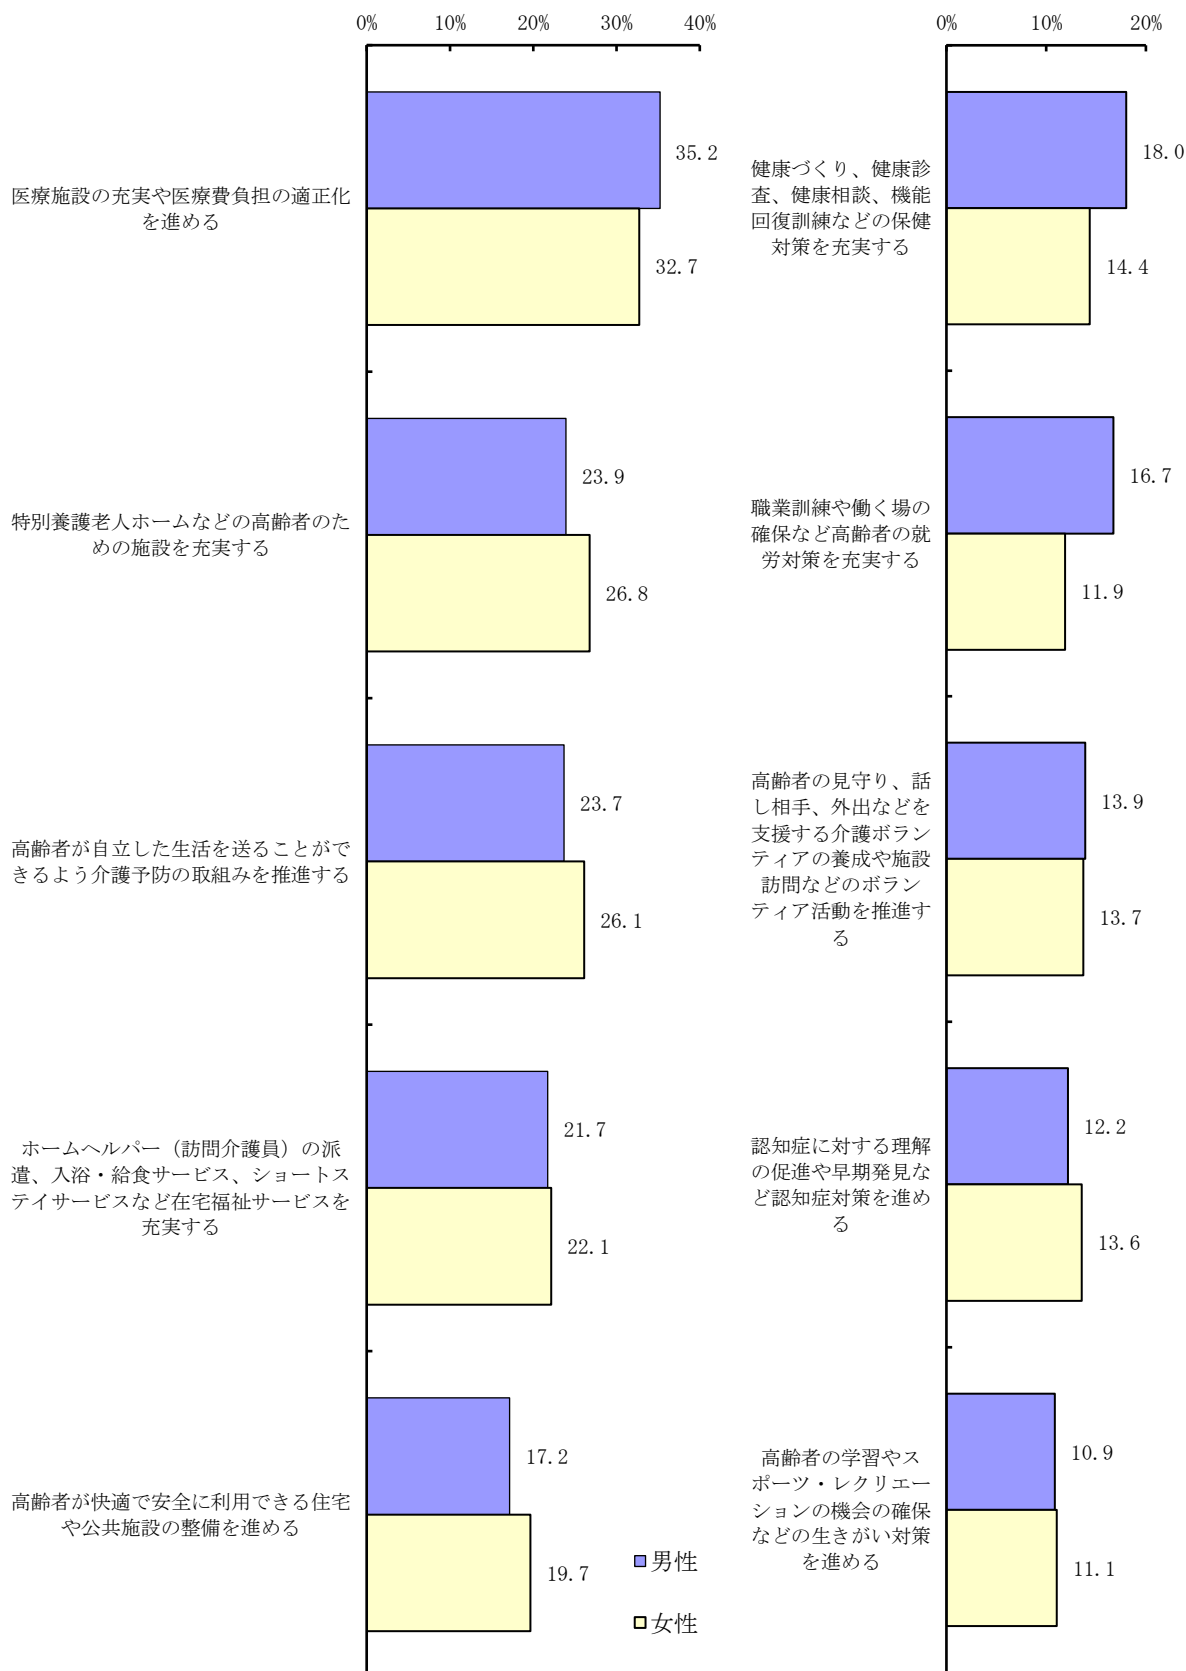 0% 10% 20% 30% 40%
医療施設の充実や医療費負担の適正化
を進める
35.2
32.7
特別養護老人ホームなどの高齢者のた
めの施設を充実する
23.9
26.8
高齢者が自立した生活を送ることがで
きるよう介護予防の取組みを推進する
23.7
26.1
ホームヘルパー（訪問介護員）の派
遣、入浴・給食サービス、ショートス
テイサービスなど在宅福祉サービスを
充実する
21.7
22.1
高齢者が快適で安全に利用できる住宅
や公共施設の整備を進める
17.2
19.7
男性
女性
0% 10% 20%
健康づくり、健康診
査、健康相談、機能
回復訓練などの保健
対策を充実する
18.0
14.4
職業訓練や働く場の
確保など高齢者の就
労対策を充実する
16.7
11.9
高齢者の見守り、話
し相手、外出などを
支援する介護ボラン
ティアの養成や施設
訪問などのボラン
ティア活動を推進す
る
13.9
13.7
認知症に対する理解
の促進や早期発見な
ど認知症対策を進め
る
12.2
13.6
高齢者の学習やス
ポーツ・レクリエー
ションの機会の確保
などの生きがい対策
を進める
10.9
11.1